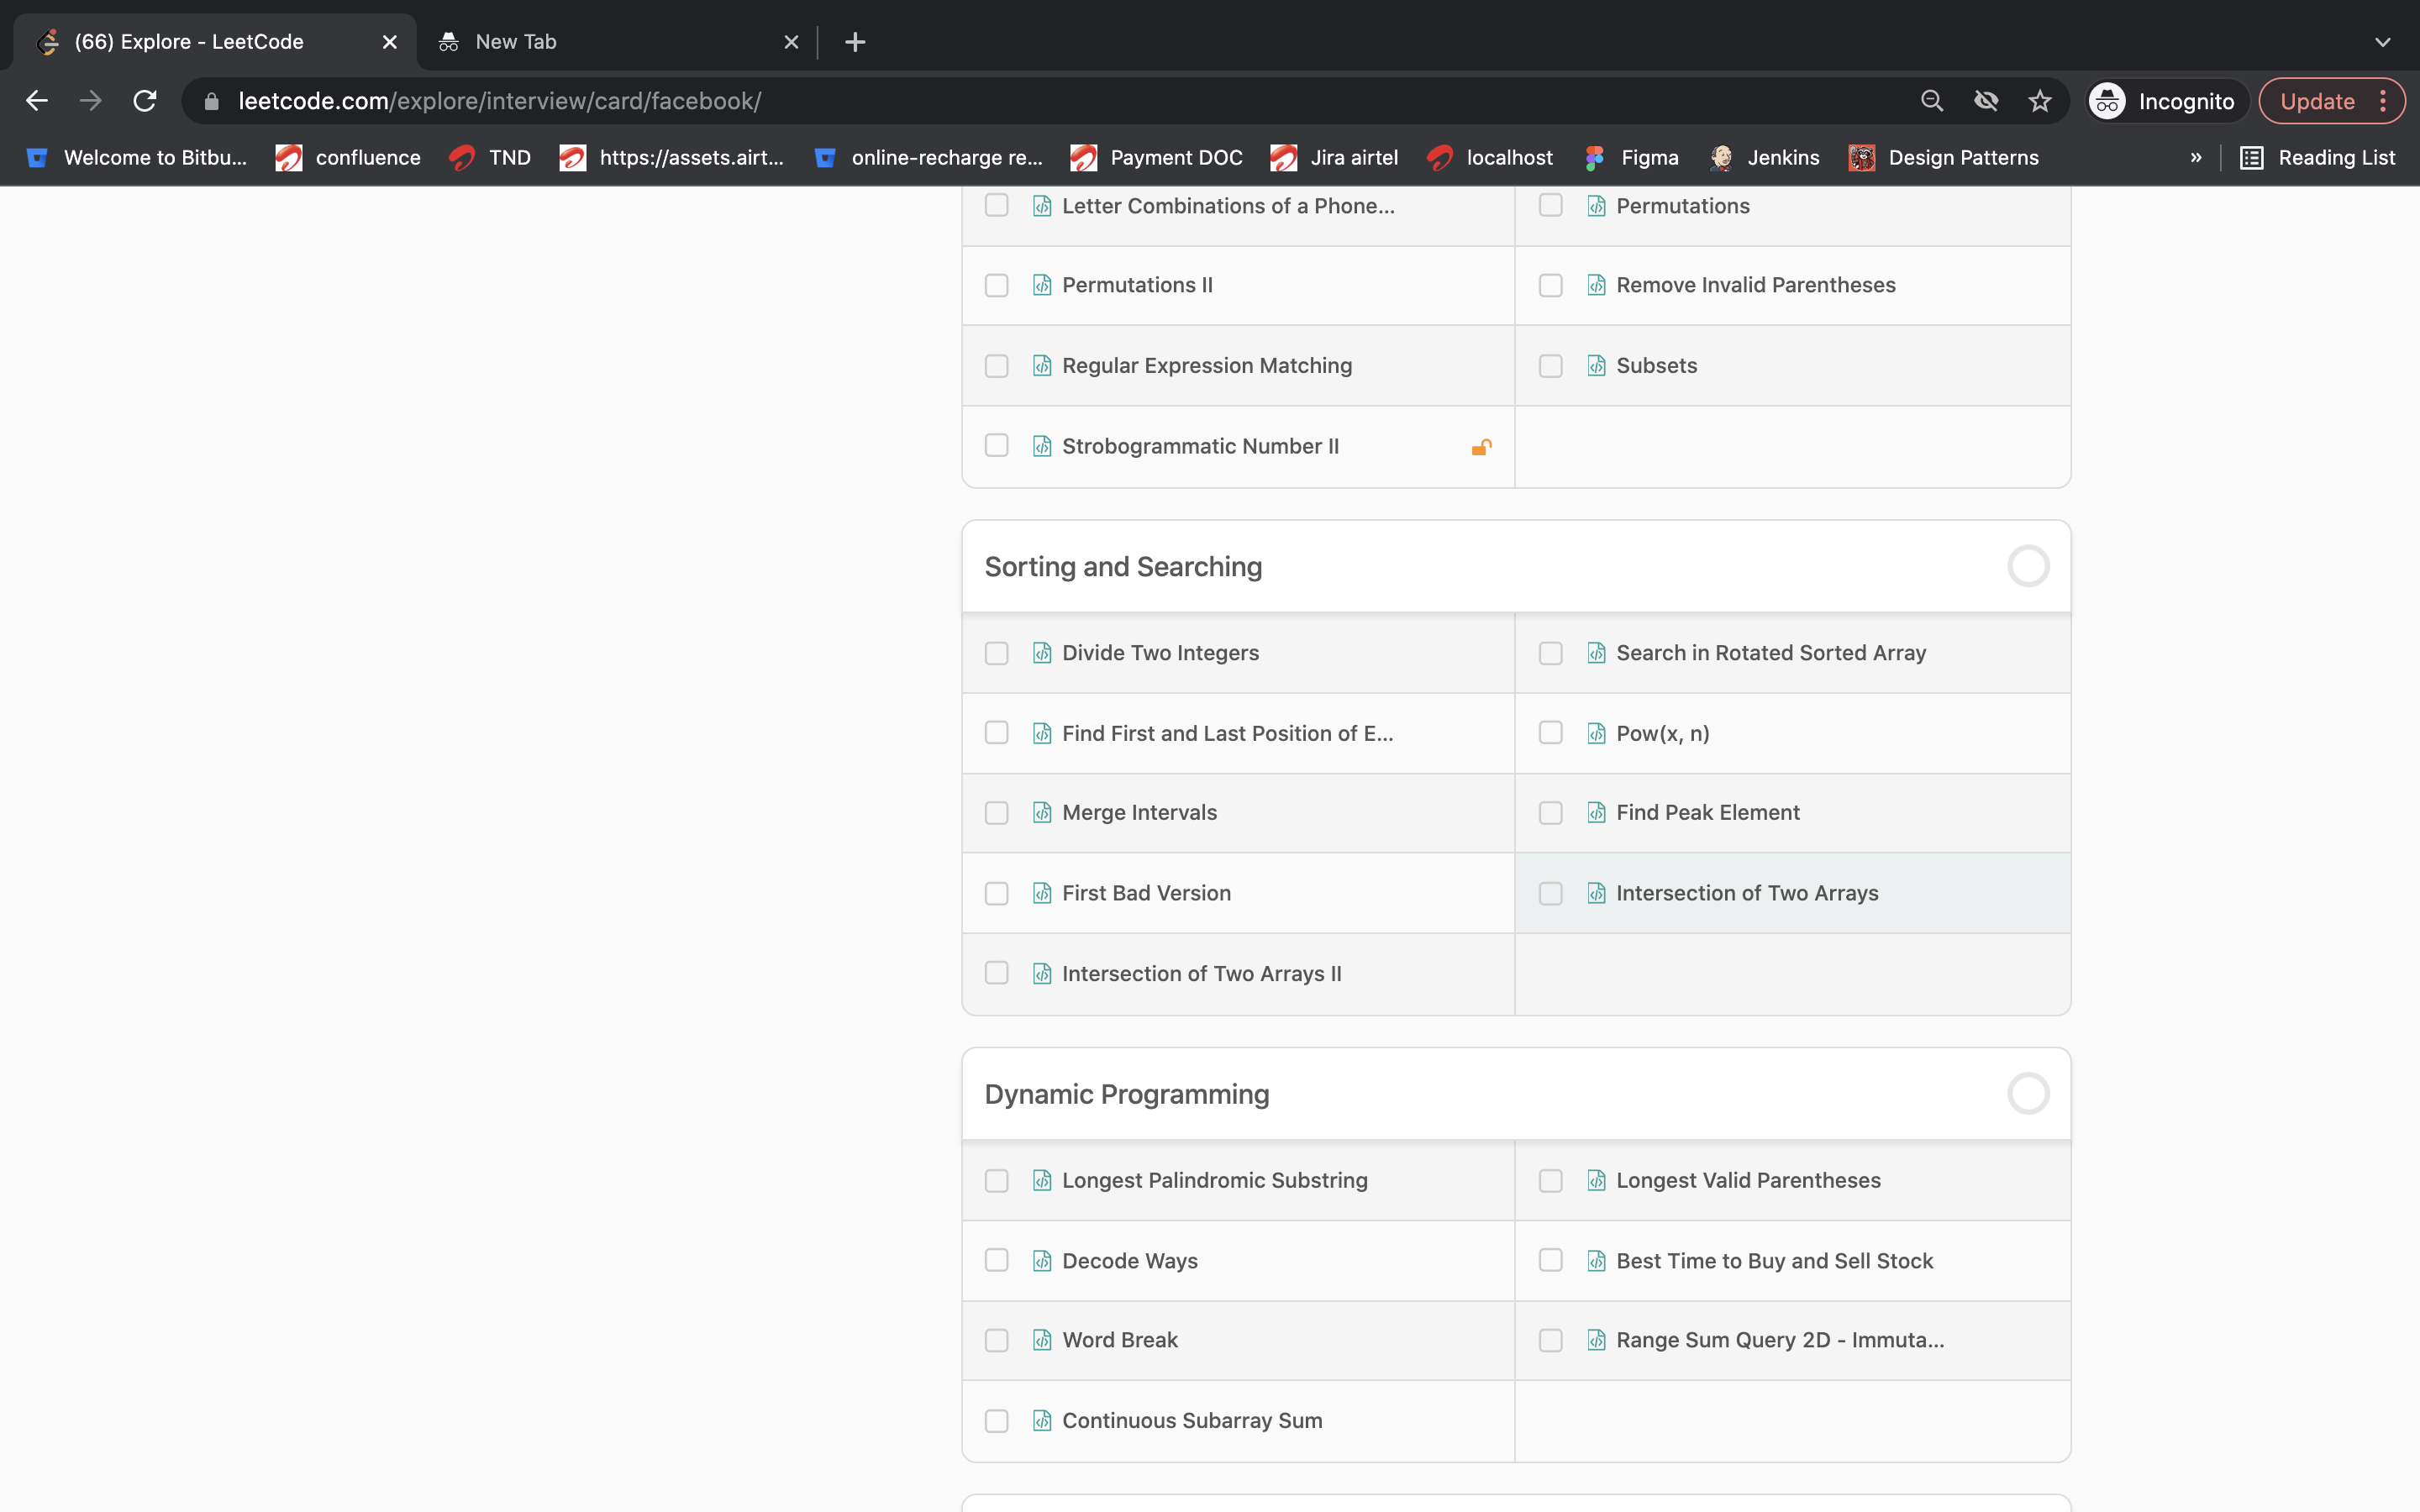 (66) Explore - LeetCode
New Tab
leetcode.com/explore/interview/card/facebook/
Incognito
Update
Welcome to Bitbu...
confluence
TND
https://assets.airt...
online-recharge re...
Payment DOC
Jira airtel
localhost
Figma
Jenkins
Design Patterns
»
Reading List
Letter Combinations of a Phone...
Permutations
Permutations II
Remove Invalid Parentheses
Regular Expression Matching
Subsets
Strobogrammatic Number II
Sorting and Searching
Divide Two Integers
Search in Rotated Sorted Array
Find First and Last Position of E...
Pow(x, n)
Merge Intervals
Find Peak Element
First Bad Version
Intersection of Two Arrays
Intersection of Two Arrays II
Dynamic Programming
Longest Palindromic Substring
Longest Valid Parentheses
Decode Ways
Best Time to Buy and Sell Stock
Word Break
Range Sum Query 2D - Immuta...
Continuous Subarray Sum